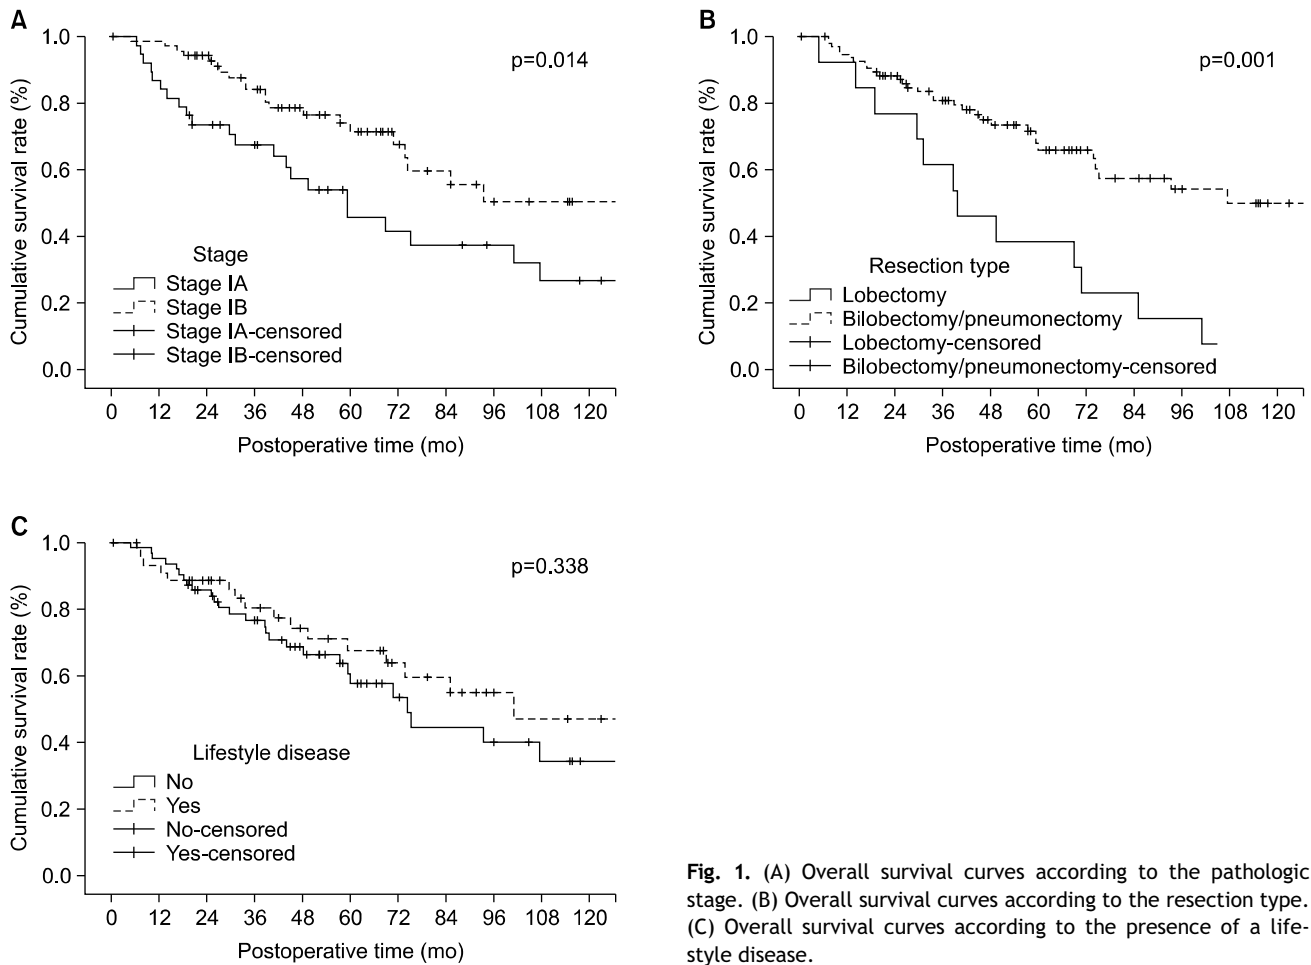 A
1.0
0.8
0.6
0.4
0.2
0.0
Cumulative survival rate (%)
p=0.014
Stage
Stage IA
Stage IB
Stage IA-censored
Stage IB-censored
0 12 24 36 48 60 72 84 96 108 120
Postoperative time (mo)
B
1.0
0.8
0.6
0.4
0.2
0.0
Cumulative survival rate (%)
p=0.001
Resection type
Lobectomy
Bilobectomy/pneumonectomy
Lobectomy-censored
Bilobectomy/pneumonectomy-censored
0 12 24 36 48 60 72 84 96 108 120
Postoperative time (mo)
C
1.0
0.8
0.6
0.4
0.2
0.0
Cumulative survival rate (%)
p=0.338
Lifestyle disease
No
Yes
No-censored
Yes-censored
0 12 24 36 48 60 72 84 96 108 120
Postoperative time (mo)
Fig. 1. (A) Overall survival curves according to the pathologic
stage. (B) Overall survival curves according to the resection type.
(C) Overall survival curves according to the presence of a life-
style disease.